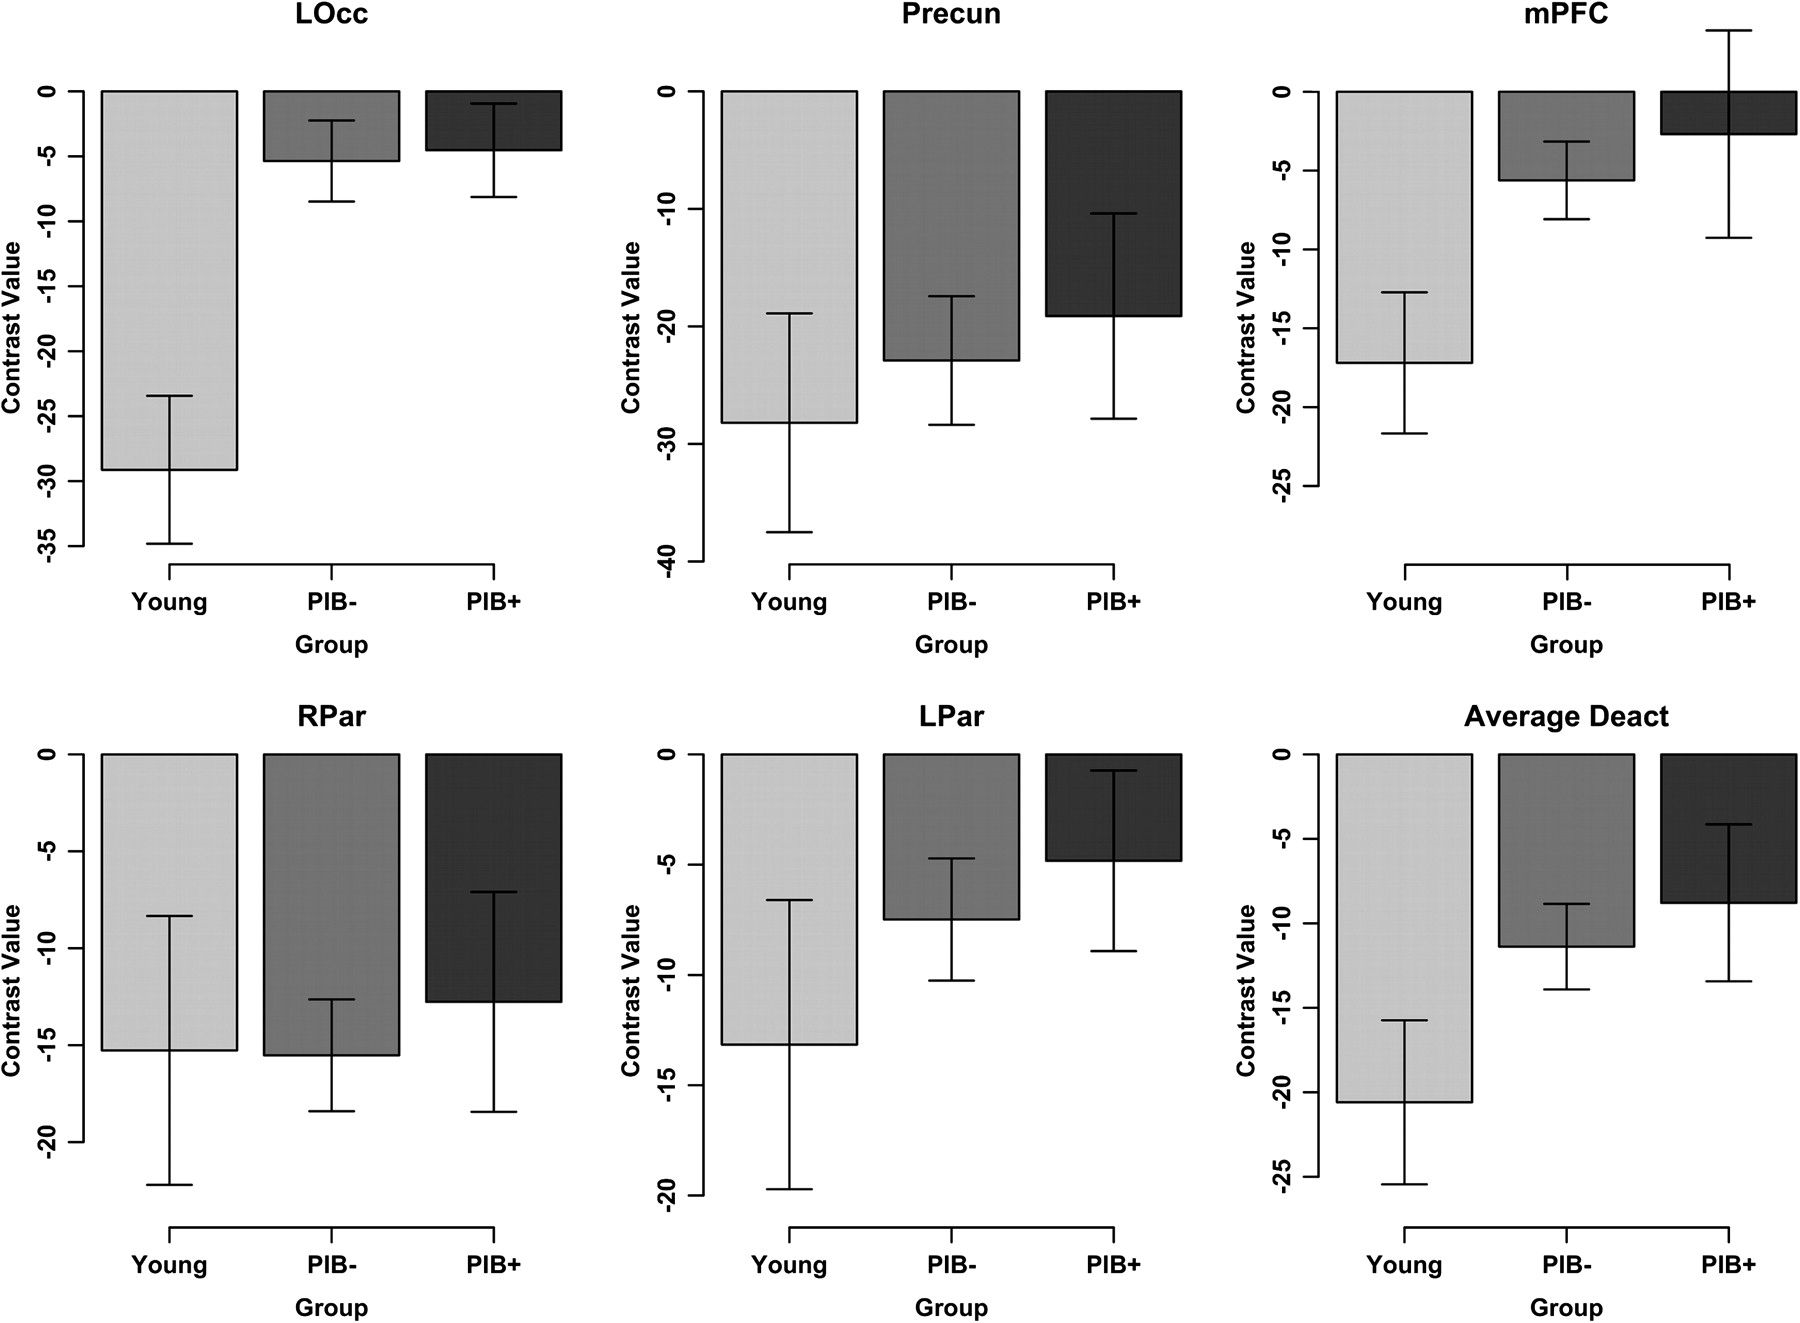 LOcc
0
-5
-10
-15
-20
-25
-30
-35
Contrast Value
Young PIB- PIB+
Group
Precun
0
-10
-20
-30
-40
Contrast Value
Young PIB- PIB+
Group
mPFC
0
-5
-10
-15
-20
-25
Contrast Value
Young PIB- PIB+
Group
RPar
0
-5
-10
-15
-20
Contrast Value
Young PIB- PIB+
Group
LPar
0
-5
-10
-15
-20
Contrast Value
Young PIB- PIB+
Group
Average Deact
0
-5
-10
-15
-20
-25
Contrast Value
Young PIB- PIB+
Group